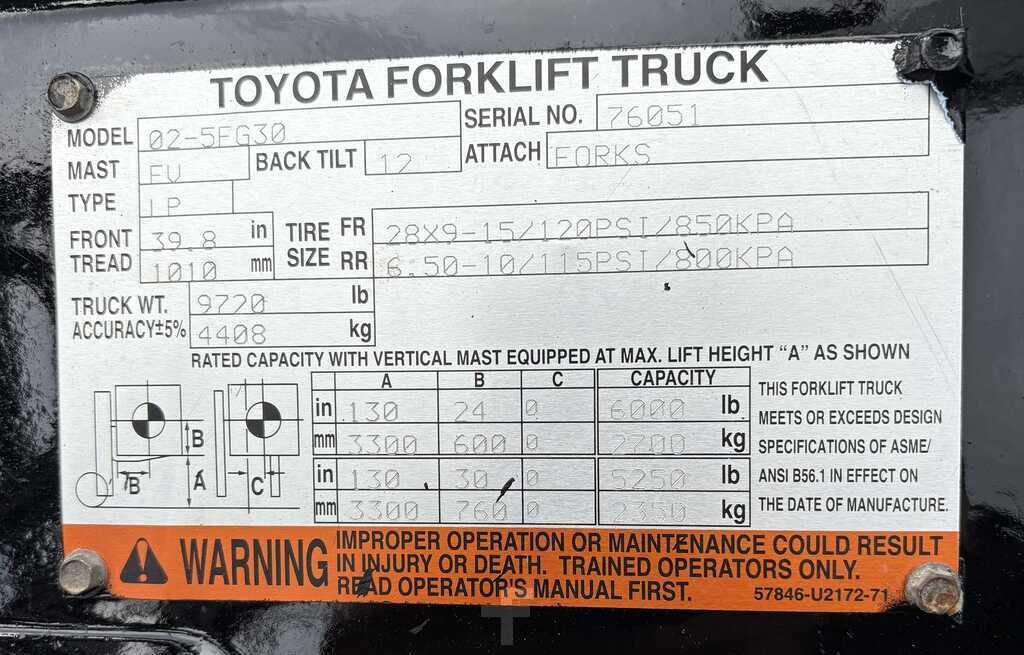 TOYOTA FORKLIFT TRUCK
MODEL 02-5FG30 SERIAL NO. 76051
MAST FV BACK TILT 12 ATTACH FORKS
TYPE LP
FRONT TREAD 39.8 in TIRE SIZE FR 28X9-15/120PSI/850KPA
1010 mm RR 6.50-10/115PSI/800KPA
TRUCK WT. 9720 lb
ACCURACY±5% 4408 kg
RATED CAPACITY WITH VERTICAL MAST EQUIPPED AT MAX. LIFT HEIGHT “A” AS SHOWN
A B C CAPACITY
in 130 24 0 6000 lb
mm 3300 600 0 2700 kg
in 130 30 0 5250 lb
mm 3300 760 0 2350 kg
B A B C
THIS FORKLIFT TRUCK
MEETS OR EXCEEDS DESIGN
SPECIFICATIONS OF ASME/
ANSI B56.1 IN EFFECT ON
THE DATE OF MANUFACTURE.
WARNING
IMPROPER OPERATION OR MAINTENANCE COULD RESULT
IN INJURY OR DEATH. TRAINED OPERATORS ONLY.
READ OPERATOR'S MANUAL FIRST.
57846-U2172-71